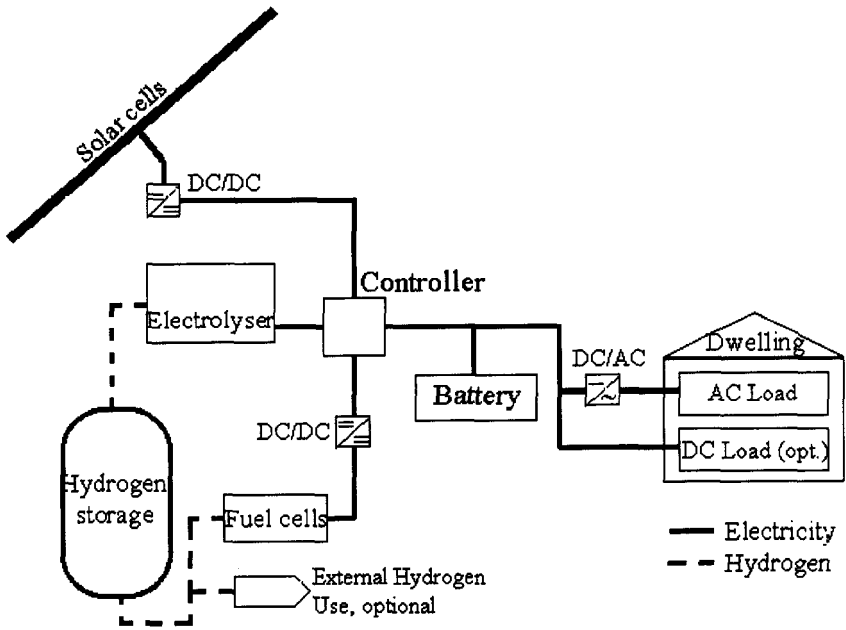 Solar cells
DC/DC
Controller
Electrolyser
DC/AC
Dwelling
Battery
AC Load
DC/DC
DC Load (opt.)
Hydrogen
storage
Fuel cells
Electricity
Hydrogen
External Hydrogen
Use, optional